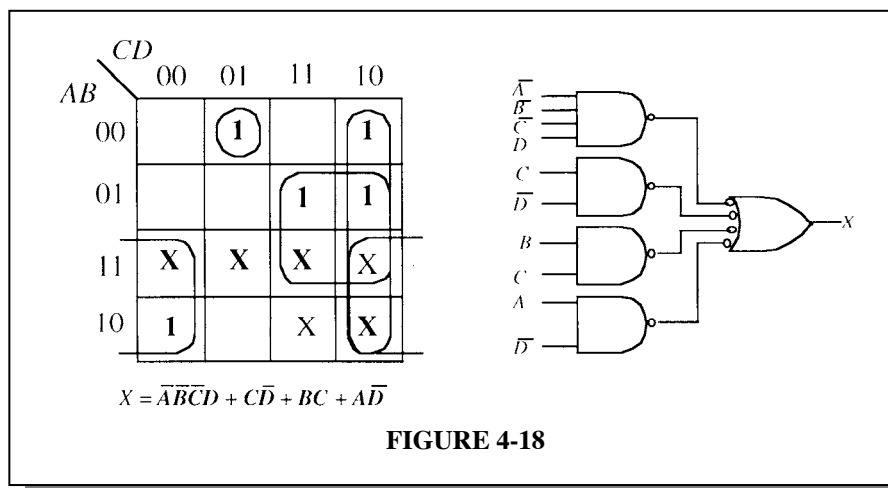 CD
00 01 11 10
AB
00 1 1
01 1 1
11 X X X X
10 1 X X
X = A̅B̅C̅D + CD̅ + BC + AD̅
A̅
B̅
C̅
D
C
D̅
B
C
A
D̅
X
FIGURE 4-18